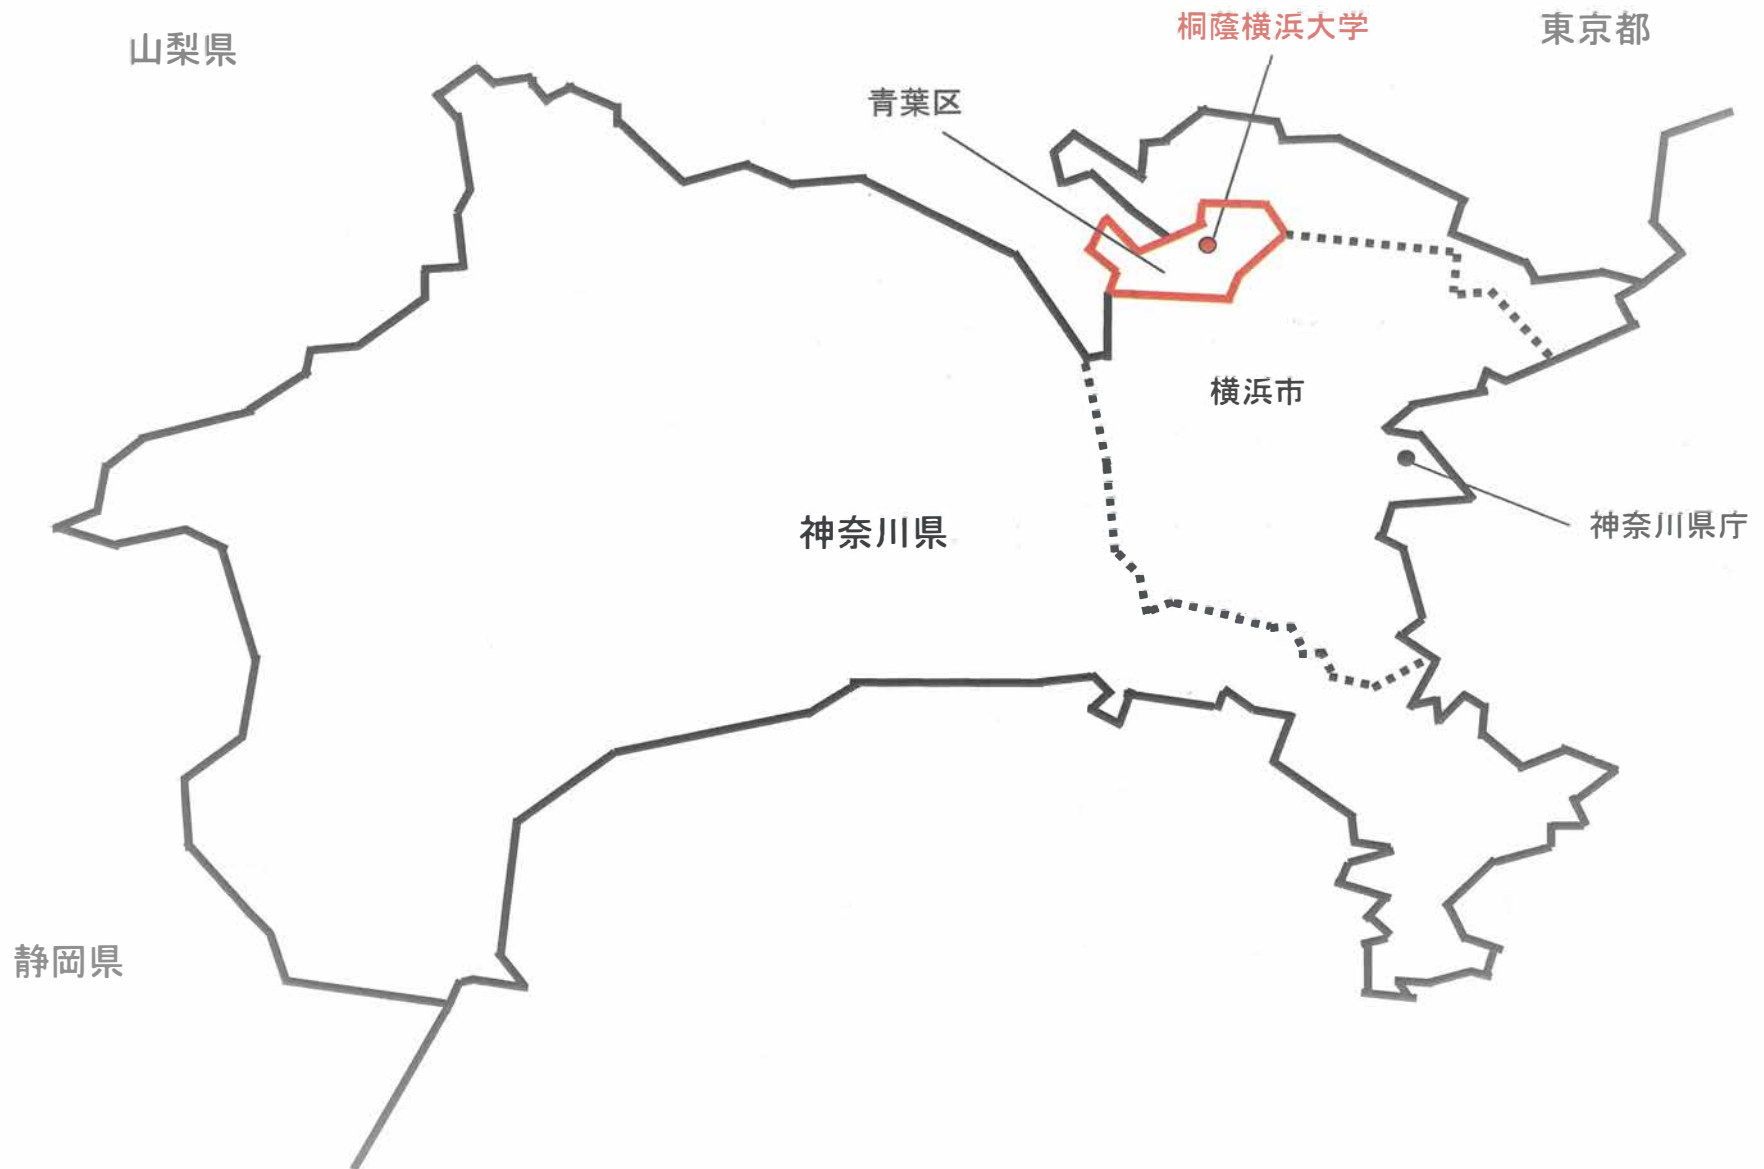 桐蔭横浜大学
東京都
山梨県
青葉区
横浜市
神奈川県
神奈川県庁
静岡県